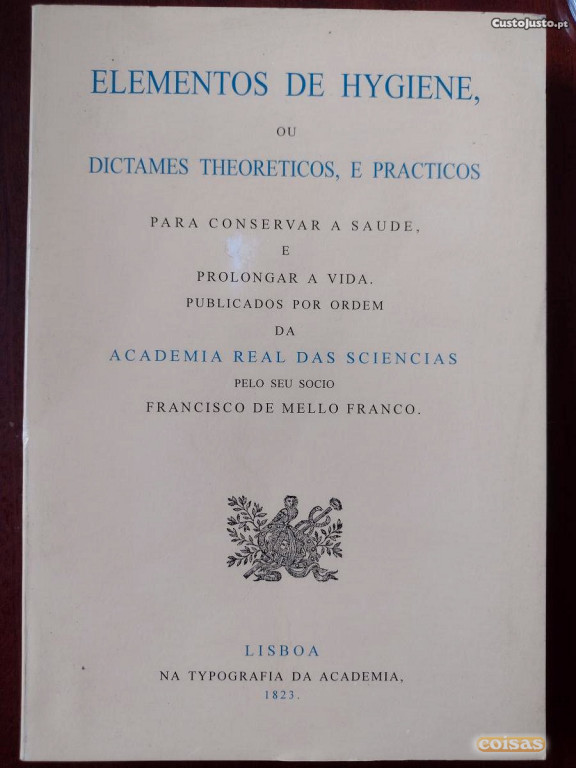 CustoJusto.pt
ELEMENTOS DE HYGIENE,
OU
DICTAMES THEORETICOS, E PRACTICOS
PARA CONSERVAR A SAUDE,
E
PROLONGAR A VIDA.
PUBLICADOS POR ORDEM
DA
ACADEMIA REAL DAS SCIENCIAS
PELO SEU SOCIO
FRANCISCO DE MELLO FRANCO.
LISBOA
NA TYPOGRAFIA DA ACADEMIA,
1823.
coisas